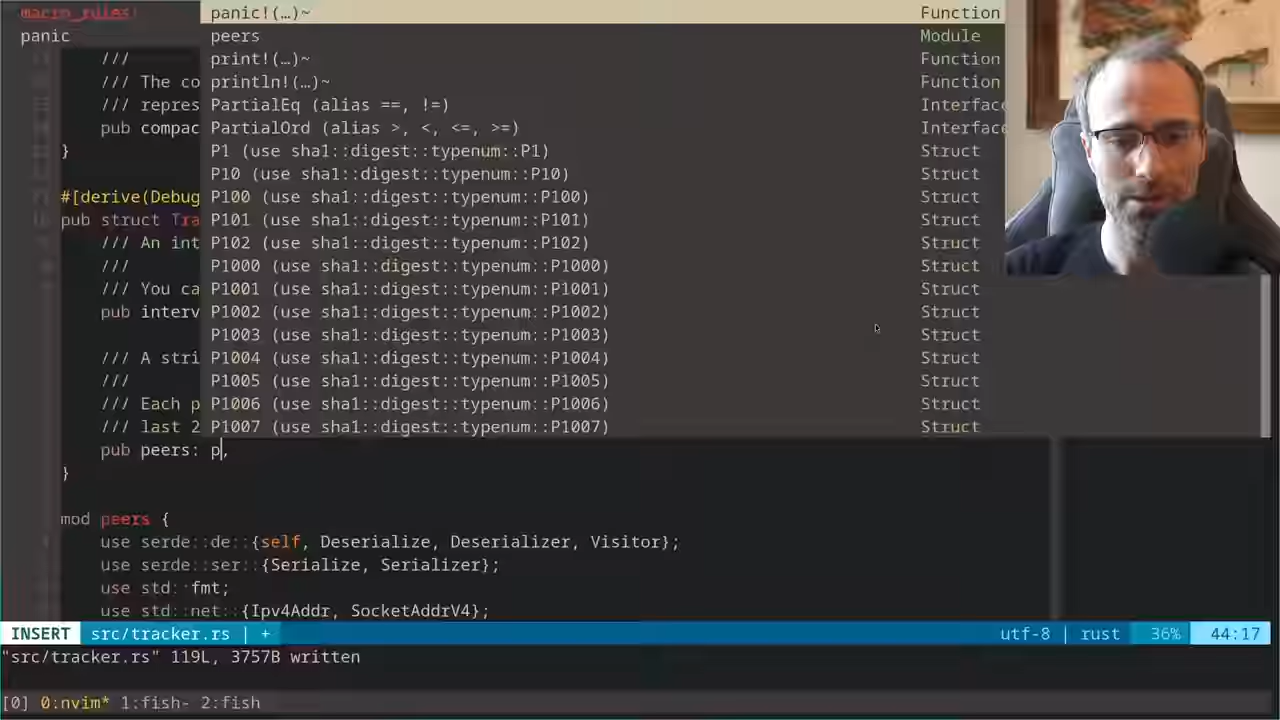 macro_rules! panic!(…)~ Function
panic peers Module
/// print!(…)~ Function
/// The co println!(…)~ Function
/// repres PartialEq (alias ==, !=) Interface
pub compac PartialOrd (alias >, <, <=, >=) Interface
} P1 (use sha1::digest::typenum::P1) Struct
P10 (use sha1::digest::typenum::P10) Struct
#[derive(Debug P100 (use sha1::digest::typenum::P100) Struct
pub struct Tra P101 (use sha1::digest::typenum::P101) Struct
/// An int P102 (use sha1::digest::typenum::P102) Struct
/// P1000 (use sha1::digest::typenum::P1000) Struct
/// You ca P1001 (use sha1::digest::typenum::P1001) Struct
pub interv P1002 (use sha1::digest::typenum::P1002) Struct
P1003 (use sha1::digest::typenum::P1003) Struct
/// A stri P1004 (use sha1::digest::typenum::P1004) Struct
/// P1005 (use sha1::digest::typenum::P1005) Struct
/// Each p P1006 (use sha1::digest::typenum::P1006) Struct
/// last 2 P1007 (use sha1::digest::typenum::P1007) Struct
pub peers: p,
}
mod peers {
use serde::de::{self, Deserialize, Deserializer, Visitor};
use serde::ser::{Serialize, Serializer};
use std::fmt;
use std::net::{Ipv4Addr, SocketAddrV4};
INSERT src/tracker.rs | + utf-8 | rust 36% 44:17
"src/tracker.rs" 119L, 3757B written
[0] 0:nvim* 1:fish- 2:fish